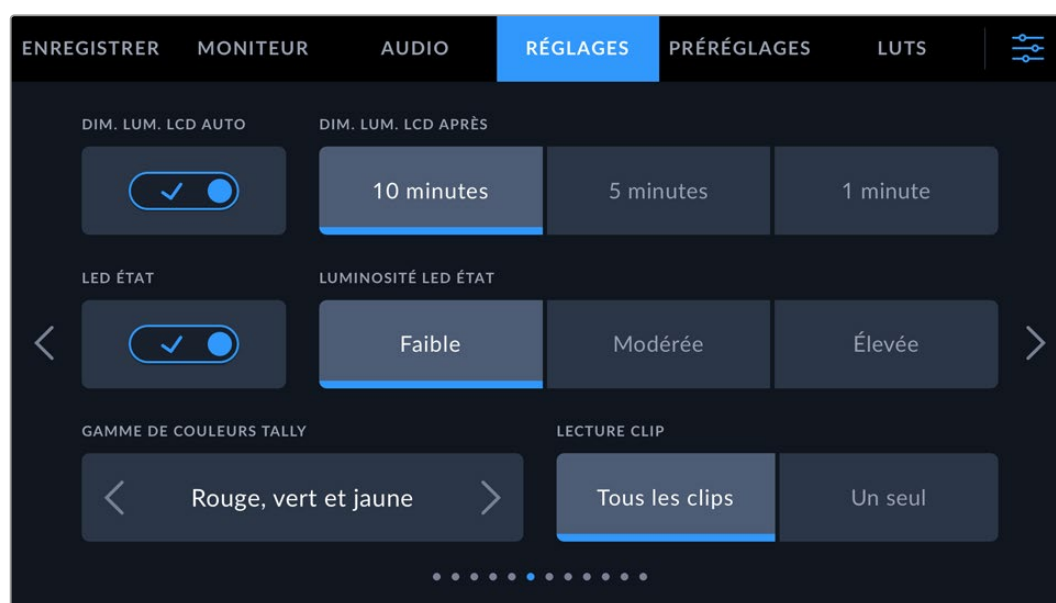 ENREGISTRER MONITEUR AUDIO RÉGLAGES PRÉRÉGLAGES LUTS
DIM. LUM. LCD AUTO DIM. LUM. LCD APRÈS
10 minutes 5 minutes 1 minute
LED ÉTAT LUMINOSITÉ LED ÉTAT
Faible Modérée Élevée
GAMME DE COULEURS TALLY LECTURE CLIP
Rouge, vert et jaune Tous les clips Un seul